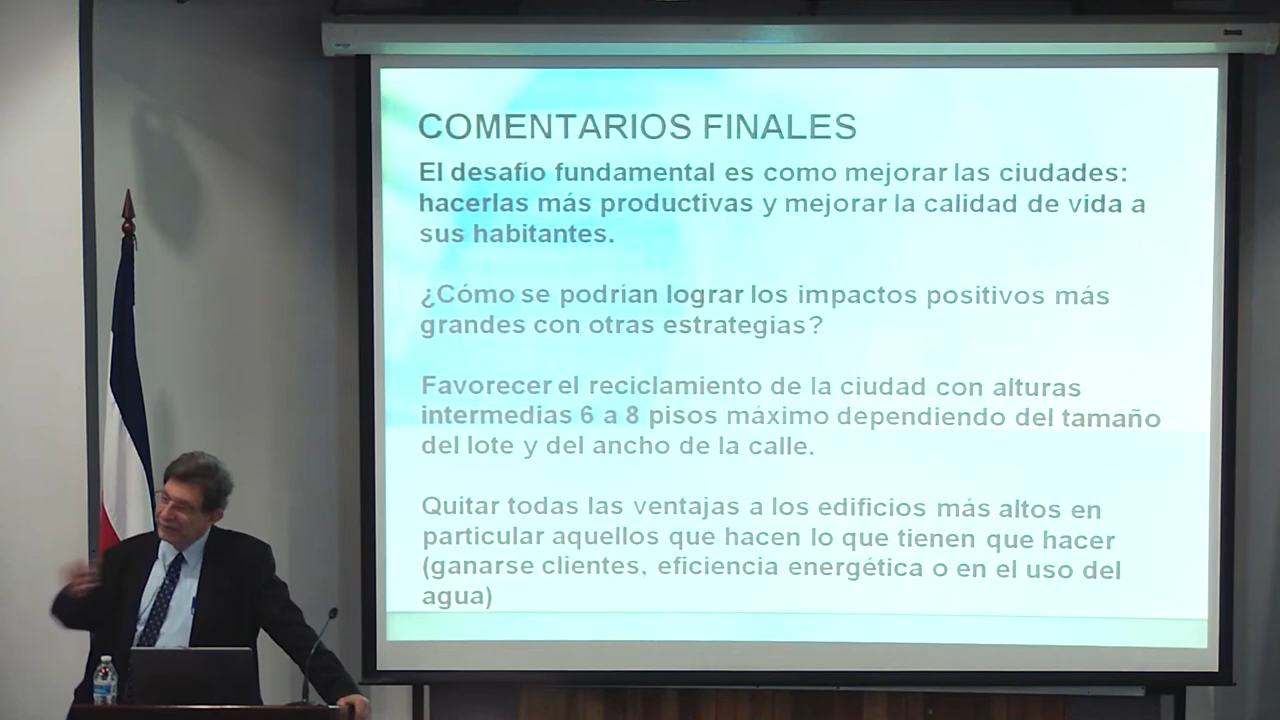 COMENTARIOS FINALES
El desafío fundamental es como mejorar las ciudades:
hacerlas más productivas y mejorar la calidad de vida a
sus habitantes.
¿Cómo se podrían lograr los impactos positivos más
grandes con otras estrategias?
Favorecer el reciclamiento de la ciudad con alturas
intermedias 6 a 8 pisos máximo dependiendo del tamaño
del lote y del ancho de la calle.
Quitar todas las ventajas a los edificios más altos en
particular aquellos que hacen lo que tienen que hacer
(ganarse clientes, eficiencia energética o en el uso del
agua)